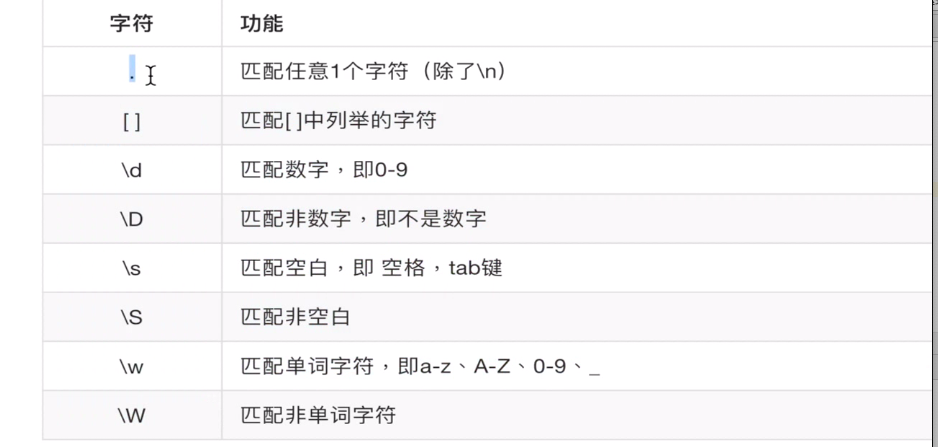 字符 功能
. 匹配任意1个字符（除了\n）
[ ] 匹配[ ]中列举的字符
\d 匹配数字，即0-9
\D 匹配非数字，即不是数字
\s 匹配空白，即 空格，tab键
\S 匹配非空白
\w 匹配单词字符，即a-z、A-Z、0-9、_
\W 匹配非单词字符